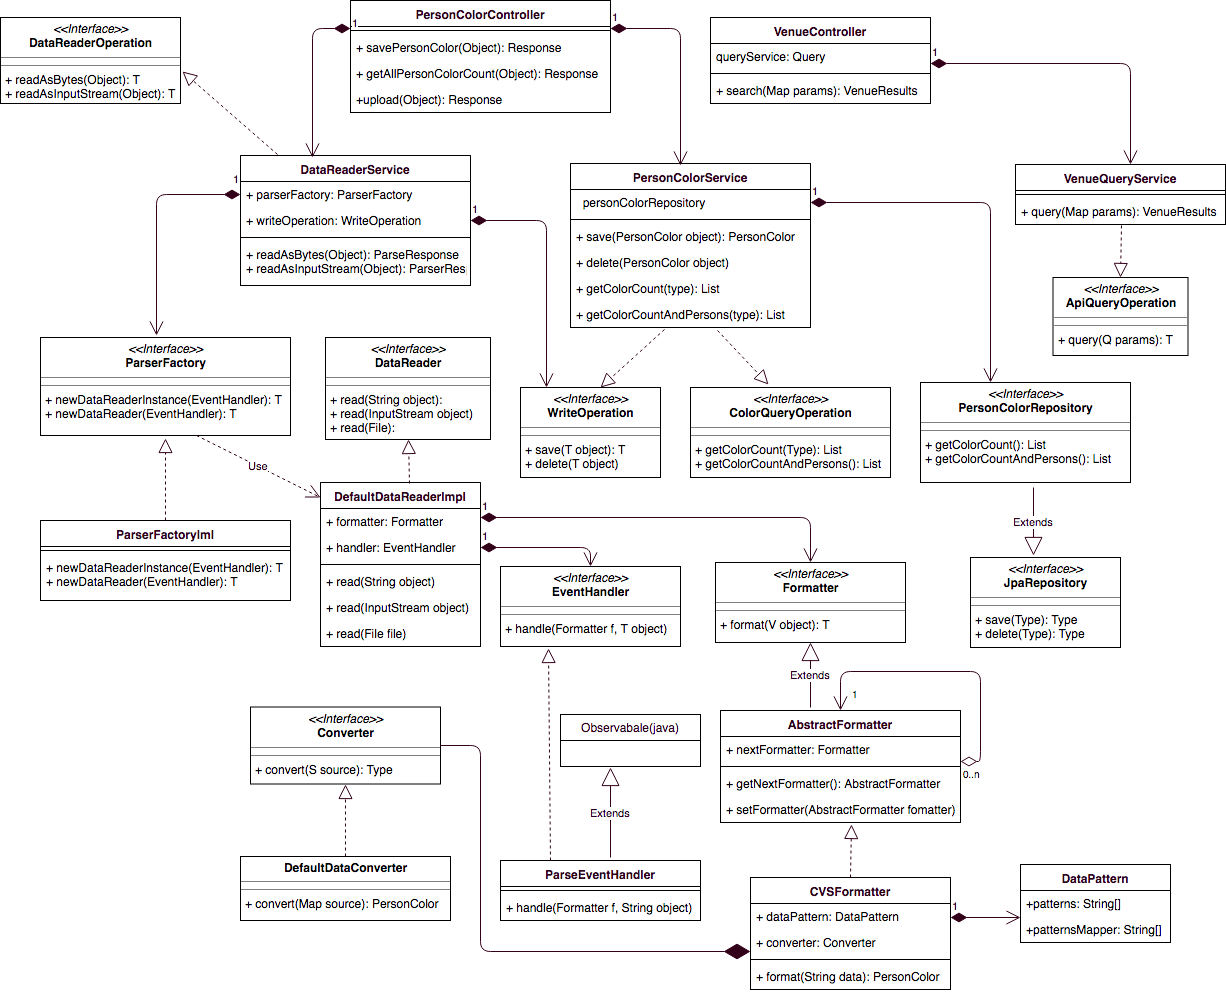 <<Interface>>
DataReaderOperation
+ readAsBytes(Object): T
+ readAsInputStream(Object): T
PersonColorController
+ savePersonColor(Object): Response
+ getAllPersonColorCount(Object): Response
+upload(Object): Response
1
1
VenueController
queryService: Query
+ search(Map params): VenueResults
1
DataReaderService
+ parserFactory: ParserFactory
+ writeOperation: WriteOperation
+ readAsBytes(Object): ParseResponse
+ readAsInputStream(Object): ParserRes
1
1
PersonColorService
personColorRepository
+ save(PersonColor object): PersonColor
+ delete(PersonColor object)
+ getColorCount(type): List
+ getColorCountAndPersons(type): List
1
VenueQueryService
+ query(Map params): VenueResults
<<Interface>>
ApiQueryOperation
+ query(Q params): T
<<Interface>>
ParserFactory
+ newDataReaderInstance(EventHandler): T
+ newDataReader(EventHandler): T
<<Interface>>
DataReader
+ read(String object):
+ read(InputStream object)
+ read(File):
<<Interface>>
WriteOperation
+ save(T object): T
+ delete(T object)
<<Interface>>
ColorQueryOperation
+ getColorCount(Type): List
+ getColorCountAndPersons(): List
<<Interface>>
PersonColorRepository
+ getColorCount(): List
+ getColorCountAndPersons(): List
Use
Extends
ParserFactoryIml
+ newDataReaderInstance(EventHandler): T
+ newDataReader(EventHandler): T
DefaultDataReaderImpl
+ formatter: Formatter
+ handler: EventHandler
+ read(String object)
+ read(InputStream object)
+ read(File file)
1
1
<<Interface>>
EventHandler
+ handle(Formatter f, T object)
<<Interface>>
Formatter
+ format(V object): T
<<Interface>>
JpaRepository
+ save(Type): Type
+ delete(Type): Type
Extends
1
<<Interface>>
Converter
+ convert(S source): Type
Observabale(java)
Extends
AbstractFormatter
+ nextFormatter: Formatter
+ getNextFormatter(): AbstractFormatter
+ setFormatter(AbstractFormatter fomatter)
0..n
DefaultDataConverter
+ convert(Map source): PersonColor
ParseEventHandler
+ handle(Formatter f, String object)
CVSFormatter
+ dataPattern: DataPattern
+ converter: Converter
+ format(String data): PersonColor
1
DataPattern
+patterns: String[]
+patternsMapper: String[]